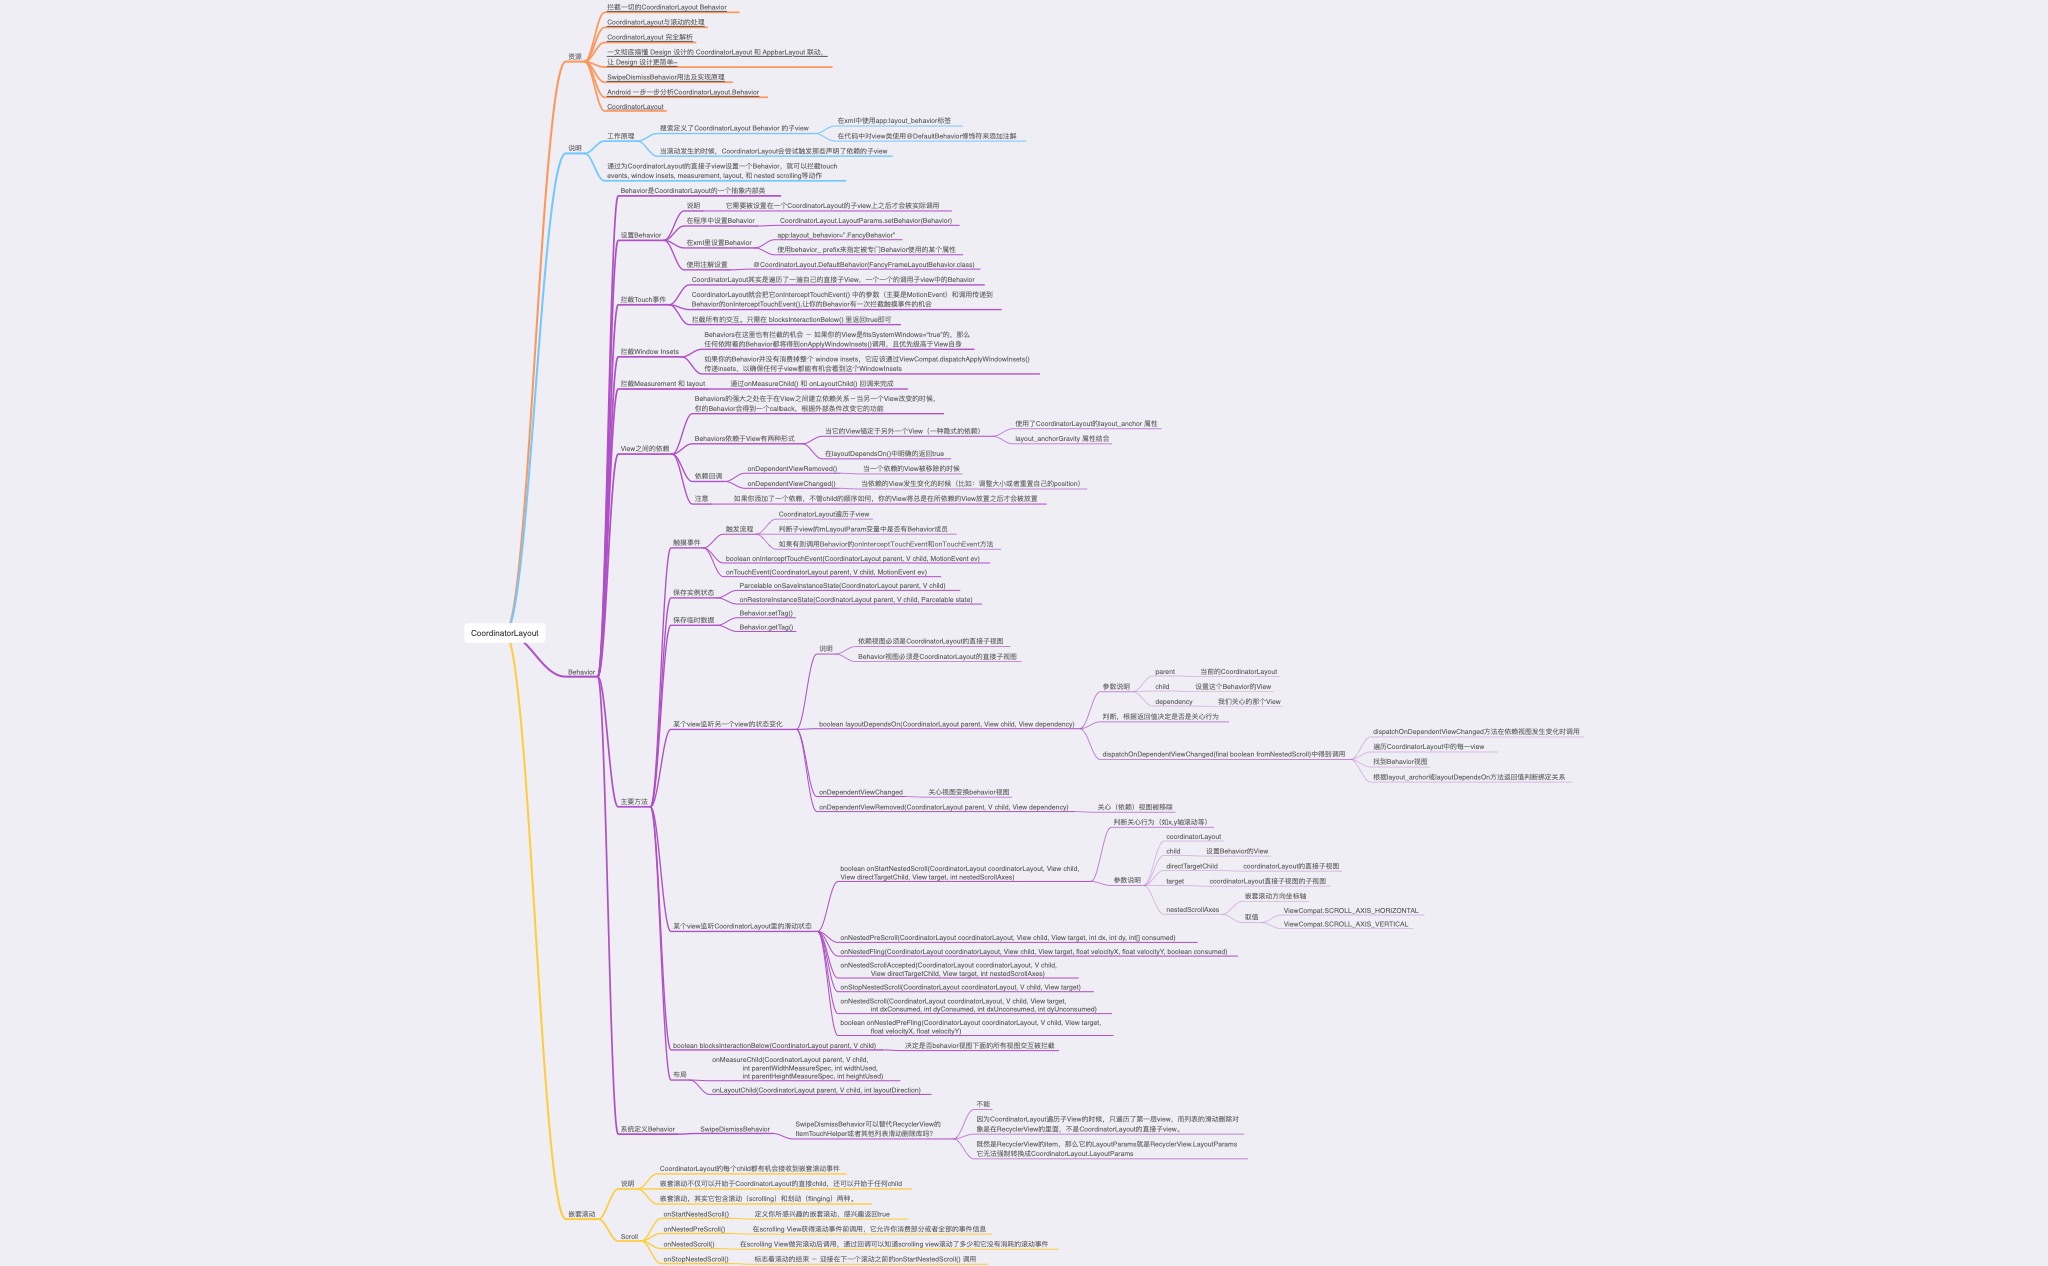 CoordinatorLayout
资源
拦截一切的CoordinatorLayout Behavior
CoordinatorLayout与滚动的处理
CoordinatorLayout 完全解析
一文彻底搞懂 Design 设计的 CoordinatorLayout 和 AppbarLayout 联动，
让 Design 设计更简单~
SwipeDismissBehavior用法及实现原理
Android 一步一步分析CoordinatorLayout.Behavior
CoordinatorLayout
说明
工作原理
搜索定义了CoordinatorLayout Behavior 的子view
在xml中使用app:layout_behavior标签
在代码中对view类使用@DefaultBehavior修饰符来添加注解
当滚动发生的时候，CoordinatorLayout会尝试触发那些声明了依赖的子view
通过为CoordinatorLayout的直接子view设置一个Behavior，就可以拦截touch
events, window insets, measurement, layout, 和 nested scrolling等动作
Behavior
Behavior是CoordinatorLayout的一个抽象内部类
设置Behavior
说明
它需要被设置在一个CoordinatorLayout的子view上之后才会被实际调用
在程序中设置Behavior
CoordinatorLayout.LayoutParams.setBehavior(Behavior)
在xml里设置Behavior
app:layout_behavior=".FancyBehavior"
使用behavior_ prefix来指定被专门Behavior使用的某个属性
使用注解设置
@CoordinatorLayout.DefaultBehavior(FancyFrameLayoutBehavior.class)
拦截Touch事件
CoordinatorLayout其实是遍历了一遍自己的直接子View，一个一个的调用子view中的Behavior
CoordinatorLayout就会把它onInterceptTouchEvent() 中的参数（主要是MotionEvent）和调用传递到
Behavior的onInterceptTouchEvent(),让你的Behavior有一次拦截触摸事件的机会
拦截所有的交互，只需在 blocksInteractionBelow() 里返回true即可
拦截Window Insets
Behaviors在这里也有拦截的机会 － 如果你的View是fitsSystemWindows="true"的，那么
任何依附着的Behavior都将得到onApplyWindowInsets()调用，且优先级高于View自身
如果你的Behavior并没有消费掉整个 window insets，它应该通过ViewCompat.dispatchApplyWindowInsets()
传递insets，以确保任何子view都能有机会看到这个WindowInsets
拦截Measurement 和 layout
通过onMeasureChild() 和 onLayoutChild() 回调来完成
View之间的依赖
Behaviors的强大之处在于在View之间建立依赖关系－当另一个View改变的时候，
你的Behavior会得到一个callback，根据外部条件改变它的功能
Behaviors依赖于View有两种形式
当它的View锚定于另外一个View（一种隐式的依赖）
使用了CoordinatorLayout的layout_anchor 属性
layout_anchorGravity 属性结合
在layoutDependsOn()中明确的返回true
依赖回调
onDependentViewRemoved()
当一个依赖的View被移除的时候
onDependentViewChanged()
当依赖的View发生变化的时候（比如：调整大小或者重置自己的position）
注意
如果你添加了一个依赖，不管child的顺序如何，你的View将总是在所依赖的View放置之后才会被放置
主要方法
触摸事件
触发流程
CoordinatorLayout遍历子view
判断子view的mLayoutParam变量中是否有Behavior成员
如果有则调用Behavior的onInterceptTouchEvent和onTouchEvent方法
boolean onInterceptTouchEvent(CoordinatorLayout parent, V child, MotionEvent ev)
onTouchEvent(CoordinatorLayout parent, V child, MotionEvent ev)
保存实例状态
Parcelable onSaveInstanceState(CoordinatorLayout parent, V child)
onRestoreInstanceState(CoordinatorLayout parent, V child, Parcelable state)
保存临时数据
Behavior.setTag()
Behavior.getTag()
某个view监听另一个view的状态变化
说明
依赖视图必须是CoordinatorLayout的直接子视图
Behavior视图必须是CoordinatorLayout的直接子视图
boolean layoutDependsOn(CoordinatorLayout parent, View child, View dependency)
参数说明
parent
当前的CoordinatorLayout
child
设置这个Behavior的View
dependency
我们关心的那个View
判断，根据返回值决定是否是关心行为
dispatchOnDependentViewChanged(final boolean fromNestedScroll)中得到调用
dispatchOnDependentViewChanged方法在依赖视图发生变化时调用
遍历CoordinatorLayout中的每一view
找到Behavior视图
根据layout_archor或layoutDependsOn方法返回值判断绑定关系
onDependentViewChanged
关心视图变换behavior视图
onDependentViewRemoved(CoordinatorLayout parent, V child, View dependency)
关心（依赖）视图被移除
某个view监听CoordinatorLayout里的滑动状态
boolean onStartNestedScroll(CoordinatorLayout coordinatorLayout, View child,
View directTargetChild, View target, int nestedScrollAxes)
判断关心行为（如x,y轴滚动等）
参数说明
coordinatorLayout
child
设置Behavior的View
directTargetChild
coordinatorLayout的直接子视图
target
coordinatorLayout直接子视图的子视图
nestedScrollAxes
嵌套滚动方向坐标轴
取值
ViewCompat.SCROLL_AXIS_HORIZONTAL
ViewCompat.SCROLL_AXIS_VERTICAL
onNestedPreScroll(CoordinatorLayout coordinatorLayout, View child, View target, int dx, int dy, int[] consumed)
onNestedFling(CoordinatorLayout coordinatorLayout, View child, View target, float velocityX, float velocityY, boolean consumed)
onNestedScrollAccepted(CoordinatorLayout coordinatorLayout, V child,
View directTargetChild, View target, int nestedScrollAxes)
onStopNestedScroll(CoordinatorLayout coordinatorLayout, V child, View target)
onNestedScroll(CoordinatorLayout coordinatorLayout, V child, View target,
int dxConsumed, int dyConsumed, int dxUnconsumed, int dyUnconsumed)
boolean onNestedPreFling(CoordinatorLayout coordinatorLayout, V child, View target,
float velocityX, float velocityY)
boolean blocksInteractionBelow(CoordinatorLayout parent, V child)
决定是否behavior视图下面的所有视图交互被拦截
布局
onMeasureChild(CoordinatorLayout parent, V child,
int parentWidthMeasureSpec, int widthUsed,
int parentHeightMeasureSpec, int heightUsed)
onLayoutChild(CoordinatorLayout parent, V child, int layoutDirection)
系统定义Behavior
SwipeDismissBehavior
SwipeDismissBehavior可以替代RecyclerView的
ItemTouchHelper或者其他列表滑动删除库吗？
不能
因为CoordinatorLayout遍历子View的时候，只遍历了第一层view，而列表的滑动删除对
象是在RecyclerView的里面，不是CoordinatorLayout的直接子view。
既然是RecyclerView的Item，那么它的LayoutParams就是RecyclerView.LayoutParams
它无法强制转换成CoordinatorLayout.LayoutParams
嵌套滚动
说明
CoordinatorLayout的每个child都有机会接收到嵌套滚动事件
嵌套滚动不仅可以开始于CoordinatorLayout的直接child，还可以开始于任何child
嵌套滚动，其实它包含滚动（scrolling）和划动（flinging）两种。
Scroll
onStartNestedScroll()
定义你所感兴趣的嵌套滚动，感兴趣返回true
onNestedPreScroll()
在scrolling View获得滚动事件前调用，它允许你消费部分或者全部的事件信息
onNestedScroll()
在scrolling View做完滚动后调用，通过回调可以知道scrolling view滚动了多少和它没有消耗的滚动事件
onStopNestedScroll()
标志着滚动的结束 － 迎接在下一个滚动之前的onStartNestedScroll() 调用